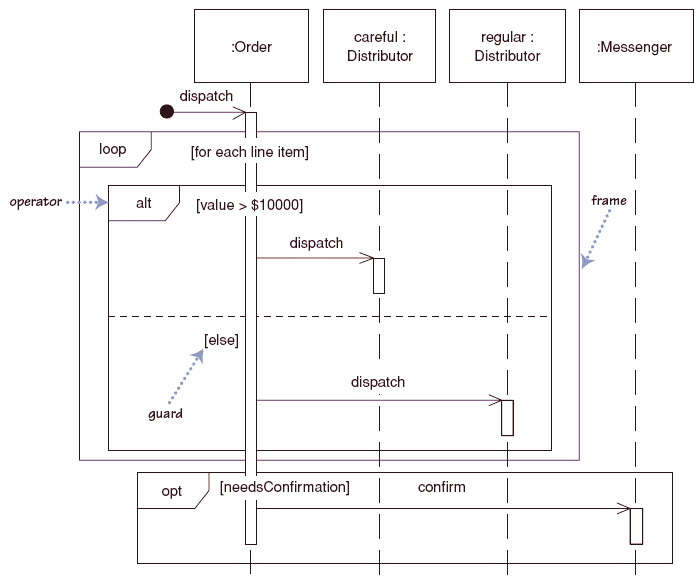 :Order
careful :
Distributor
regular :
Distributor
:Messenger
dispatch
loop
[for each line item]
operator
alt
[value > $10000]
frame
dispatch
[else]
dispatch
guard
opt
[needsConfirmation]
confirm